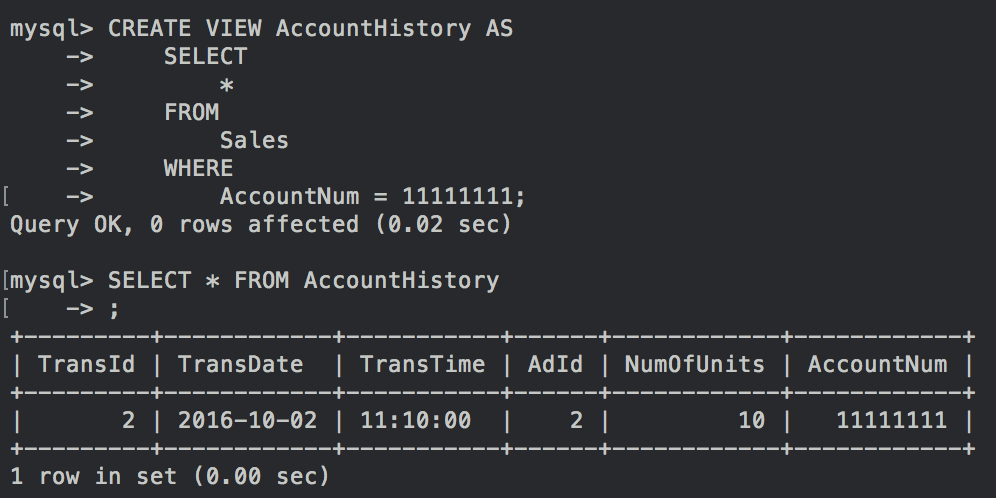 mysql> CREATE VIEW AccountHistory AS
    ->     SELECT
    ->         *
    ->     FROM
    ->         Sales
    ->     WHERE
[    ->         AccountNum = 11111111;
Query OK, 0 rows affected (0.02 sec)

[mysql> SELECT * FROM AccountHistory
[    -> ;
+----------+------------+-----------+------+------------+------------+
| TransId | TransDate  | TransTime | AdId | NumOfUnits | AccountNum |
+----------+------------+-----------+------+------------+------------+
|       2 | 2016-10-02 | 11:10:00  |    2 |         10 |   11111111 |
+----------+------------+-----------+------+------------+------------+
1 row in set (0.00 sec)